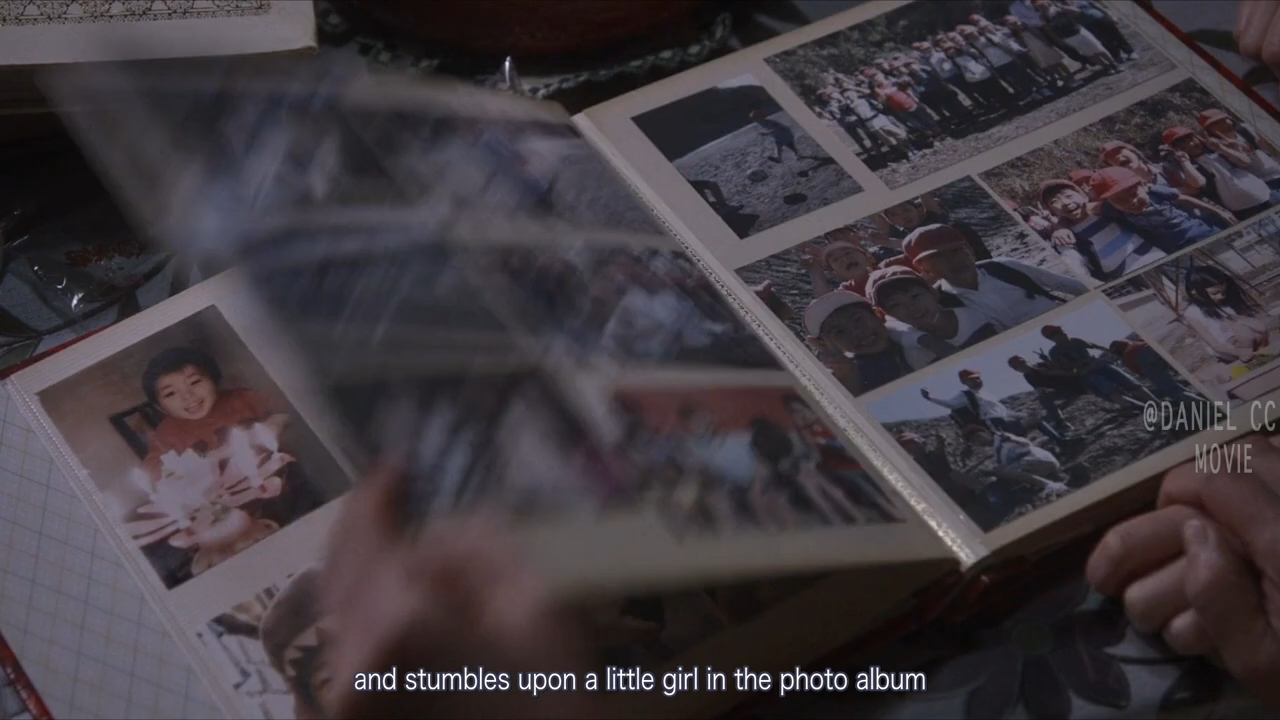 @DANIEL CC
MOVIE
and stumbles upon a little girl in the photo album